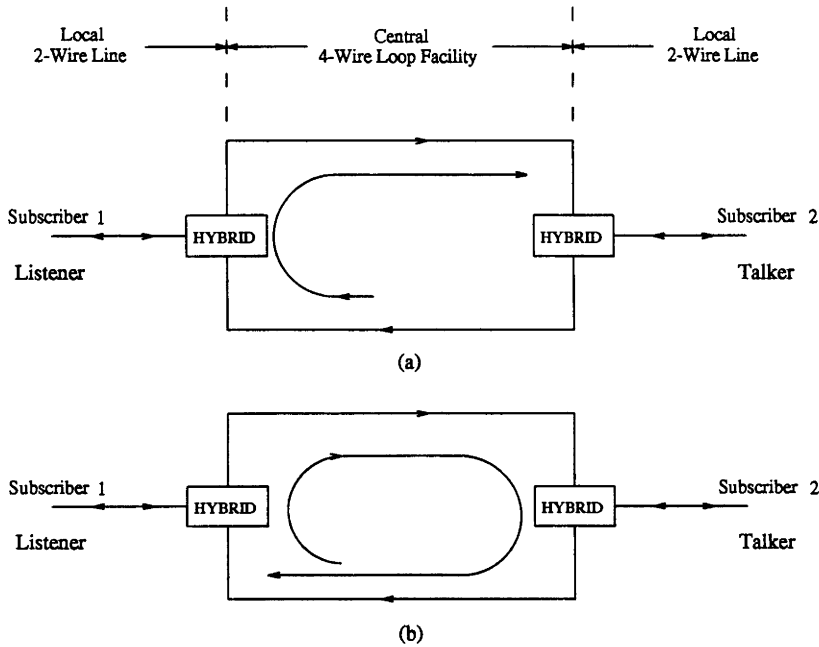 Local
2-Wire Line
Central
4-Wire Loop Facility
Local
2-Wire Line
Subscriber 1
HYBRID
Listener
Subscriber 2
HYBRID
Talker
(a)
Subscriber 1
HYBRID
Listener
Subscriber 2
HYBRID
Talker
(b)